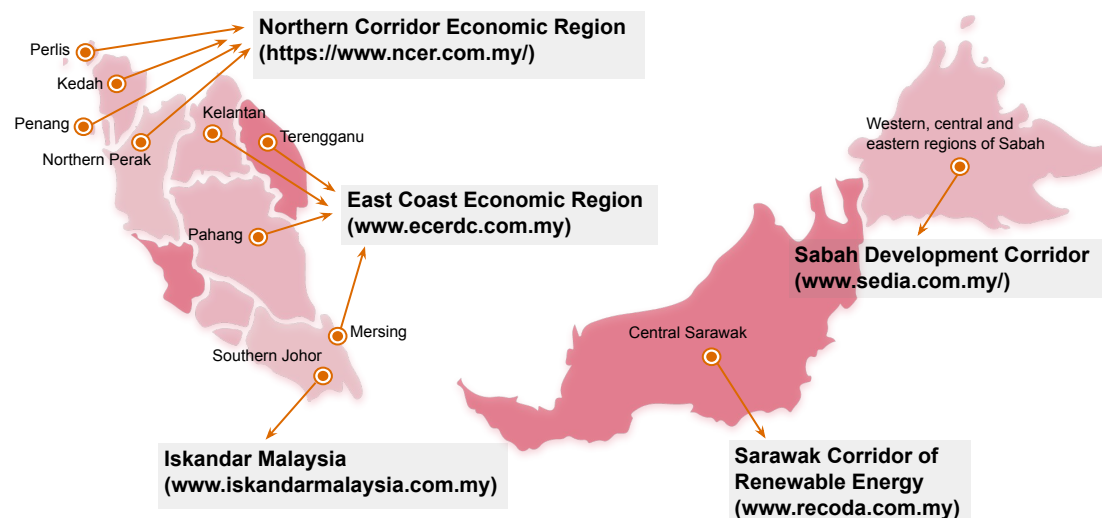 Northern Corridor Economic Region
(https://www.ncer.com.my/)
Perlis
Kedah
Penang
Northern Perak
Kelantan
Terengganu
East Coast Economic Region
(www.ecerdc.com.my)
Pahang
Mersing
Southern Johor
Iskandar Malaysia
(www.iskandarmalaysia.com.my)
Western, central and
eastern regions of Sabah
Sabah Development Corridor
(www.sedia.com.my/)
Central Sarawak
Sarawak Corridor of
Renewable Energy
(www.recoda.com.my)